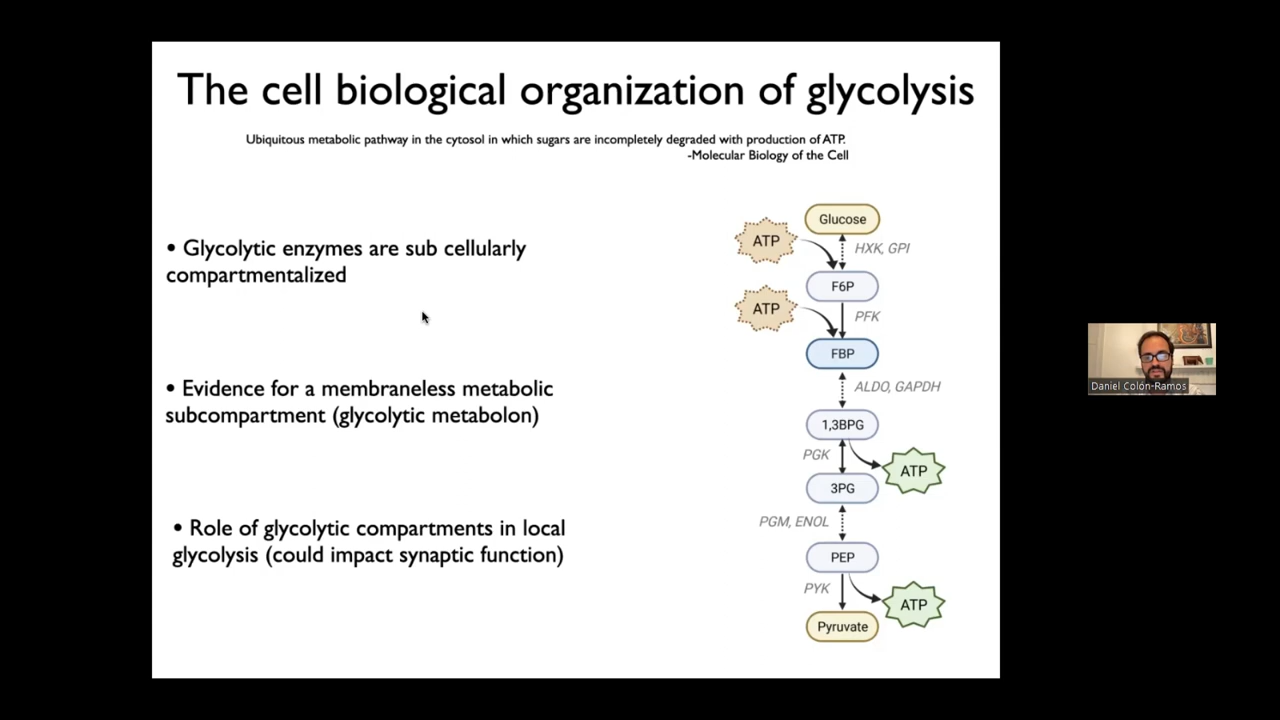 The cell biological organization of glycolysis
Ubiquitous metabolic pathway in the cytosol in which sugars are incompletely degraded with production of ATP.
-Molecular Biology of the Cell
• Glycolytic enzymes are sub cellularly
compartmentalized
• Evidence for a membraneless metabolic
subcompartment (glycolytic metabolon)
• Role of glycolytic compartments in local
glycolysis (could impact synaptic function)
Glucose
ATP
HXK, GPI
F6P
ATP
PFK
FBP
ALDO, GAPDH
1,3BPG
PGK
ATP
3PG
PGM, ENOL
PEP
PYK
ATP
Pyruvate
Daniel Colón-Ramos